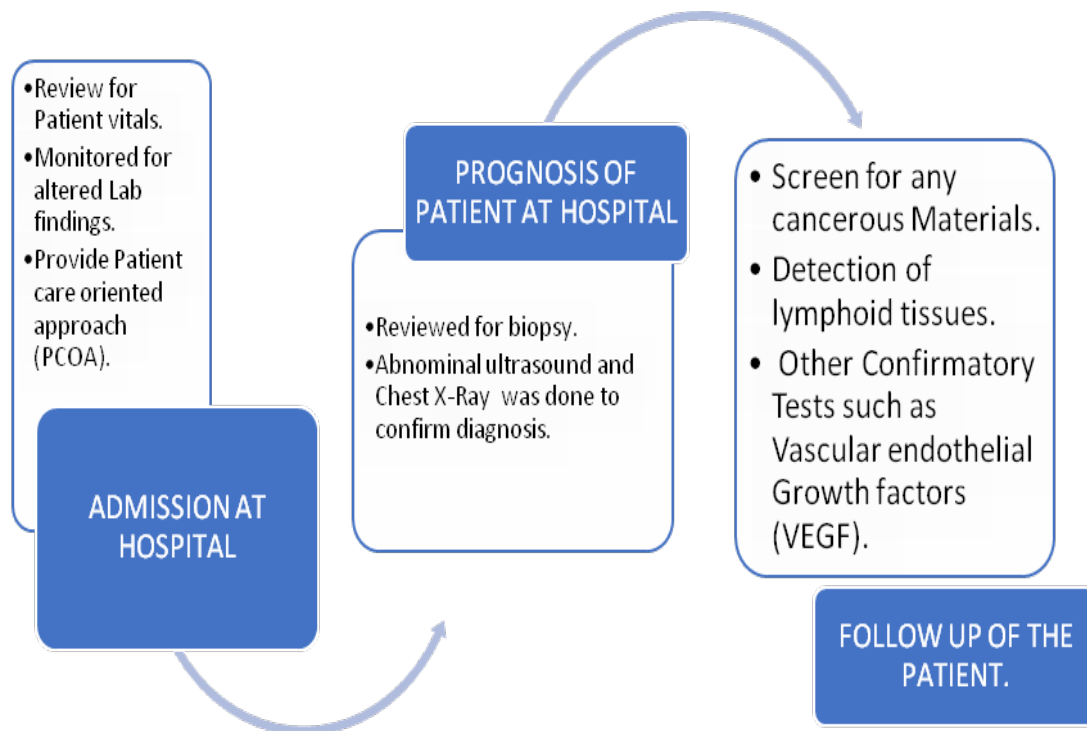 •Review for
Patient vitals.
•Monitored for
altered Lab
findings.
•Provide Patient
care oriented
approach
(PCOA).
ADMISSION AT
HOSPITAL
PROGNOSIS OF
PATIENT AT HOSPITAL
•Reviewed for biopsy.
•Abnominal ultrasound and
Chest X-Ray was done to
confirm diagnosis.
• Screen for any
cancerous Materials.
• Detection of
lymphoid tissues.
• Other Confirmatory
Tests such as
Vascular endothelial
Growth factors
(VEGF).
FOLLOW UP OF THE
PATIENT.